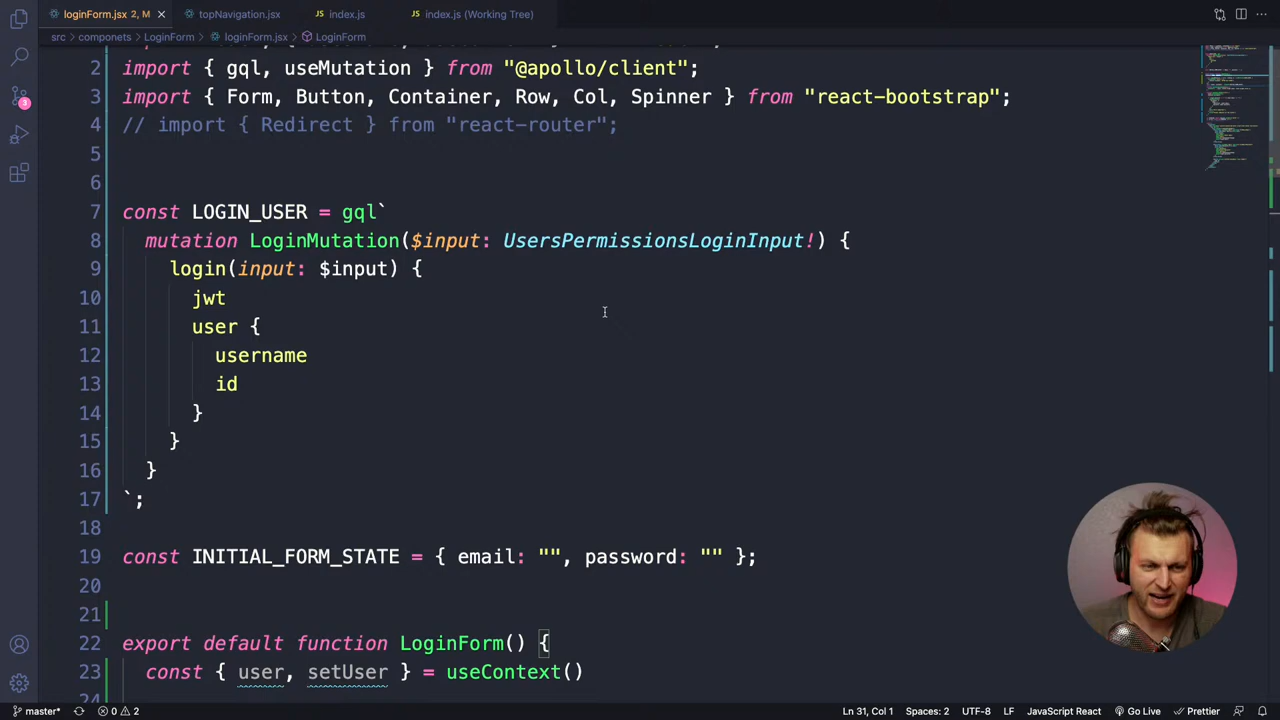 loginForm.jsx 2, M
topNavigation.jsx
JS index.js
JS index.js (Working Tree)
src > componets > LoginForm > loginForm.jsx > LoginForm
2 import { gql, useMutation } from "@apollo/client";
3 import { Form, Button, Container, Row, Col, Spinner } from "react-bootstrap";
4 // import { Redirect } from "react-router";
5
6
7 const LOGIN_USER = gql`
8 mutation LoginMutation($input: UsersPermissionsLoginInput!) {
9 login(input: $input) {
10 jwt
11 user {
12 username
13 id
14 }
15 }
16 }
17 `;
18
19 const INITIAL_FORM_STATE = { email: "", password: "" };
20
21
22 export default function LoginForm() {
23 const { user, setUser } = useContext()
3
master* 0 2 Ln 31, Col 1 Spaces: 2 UTF-8 LF JavaScript React Go Live Prettier